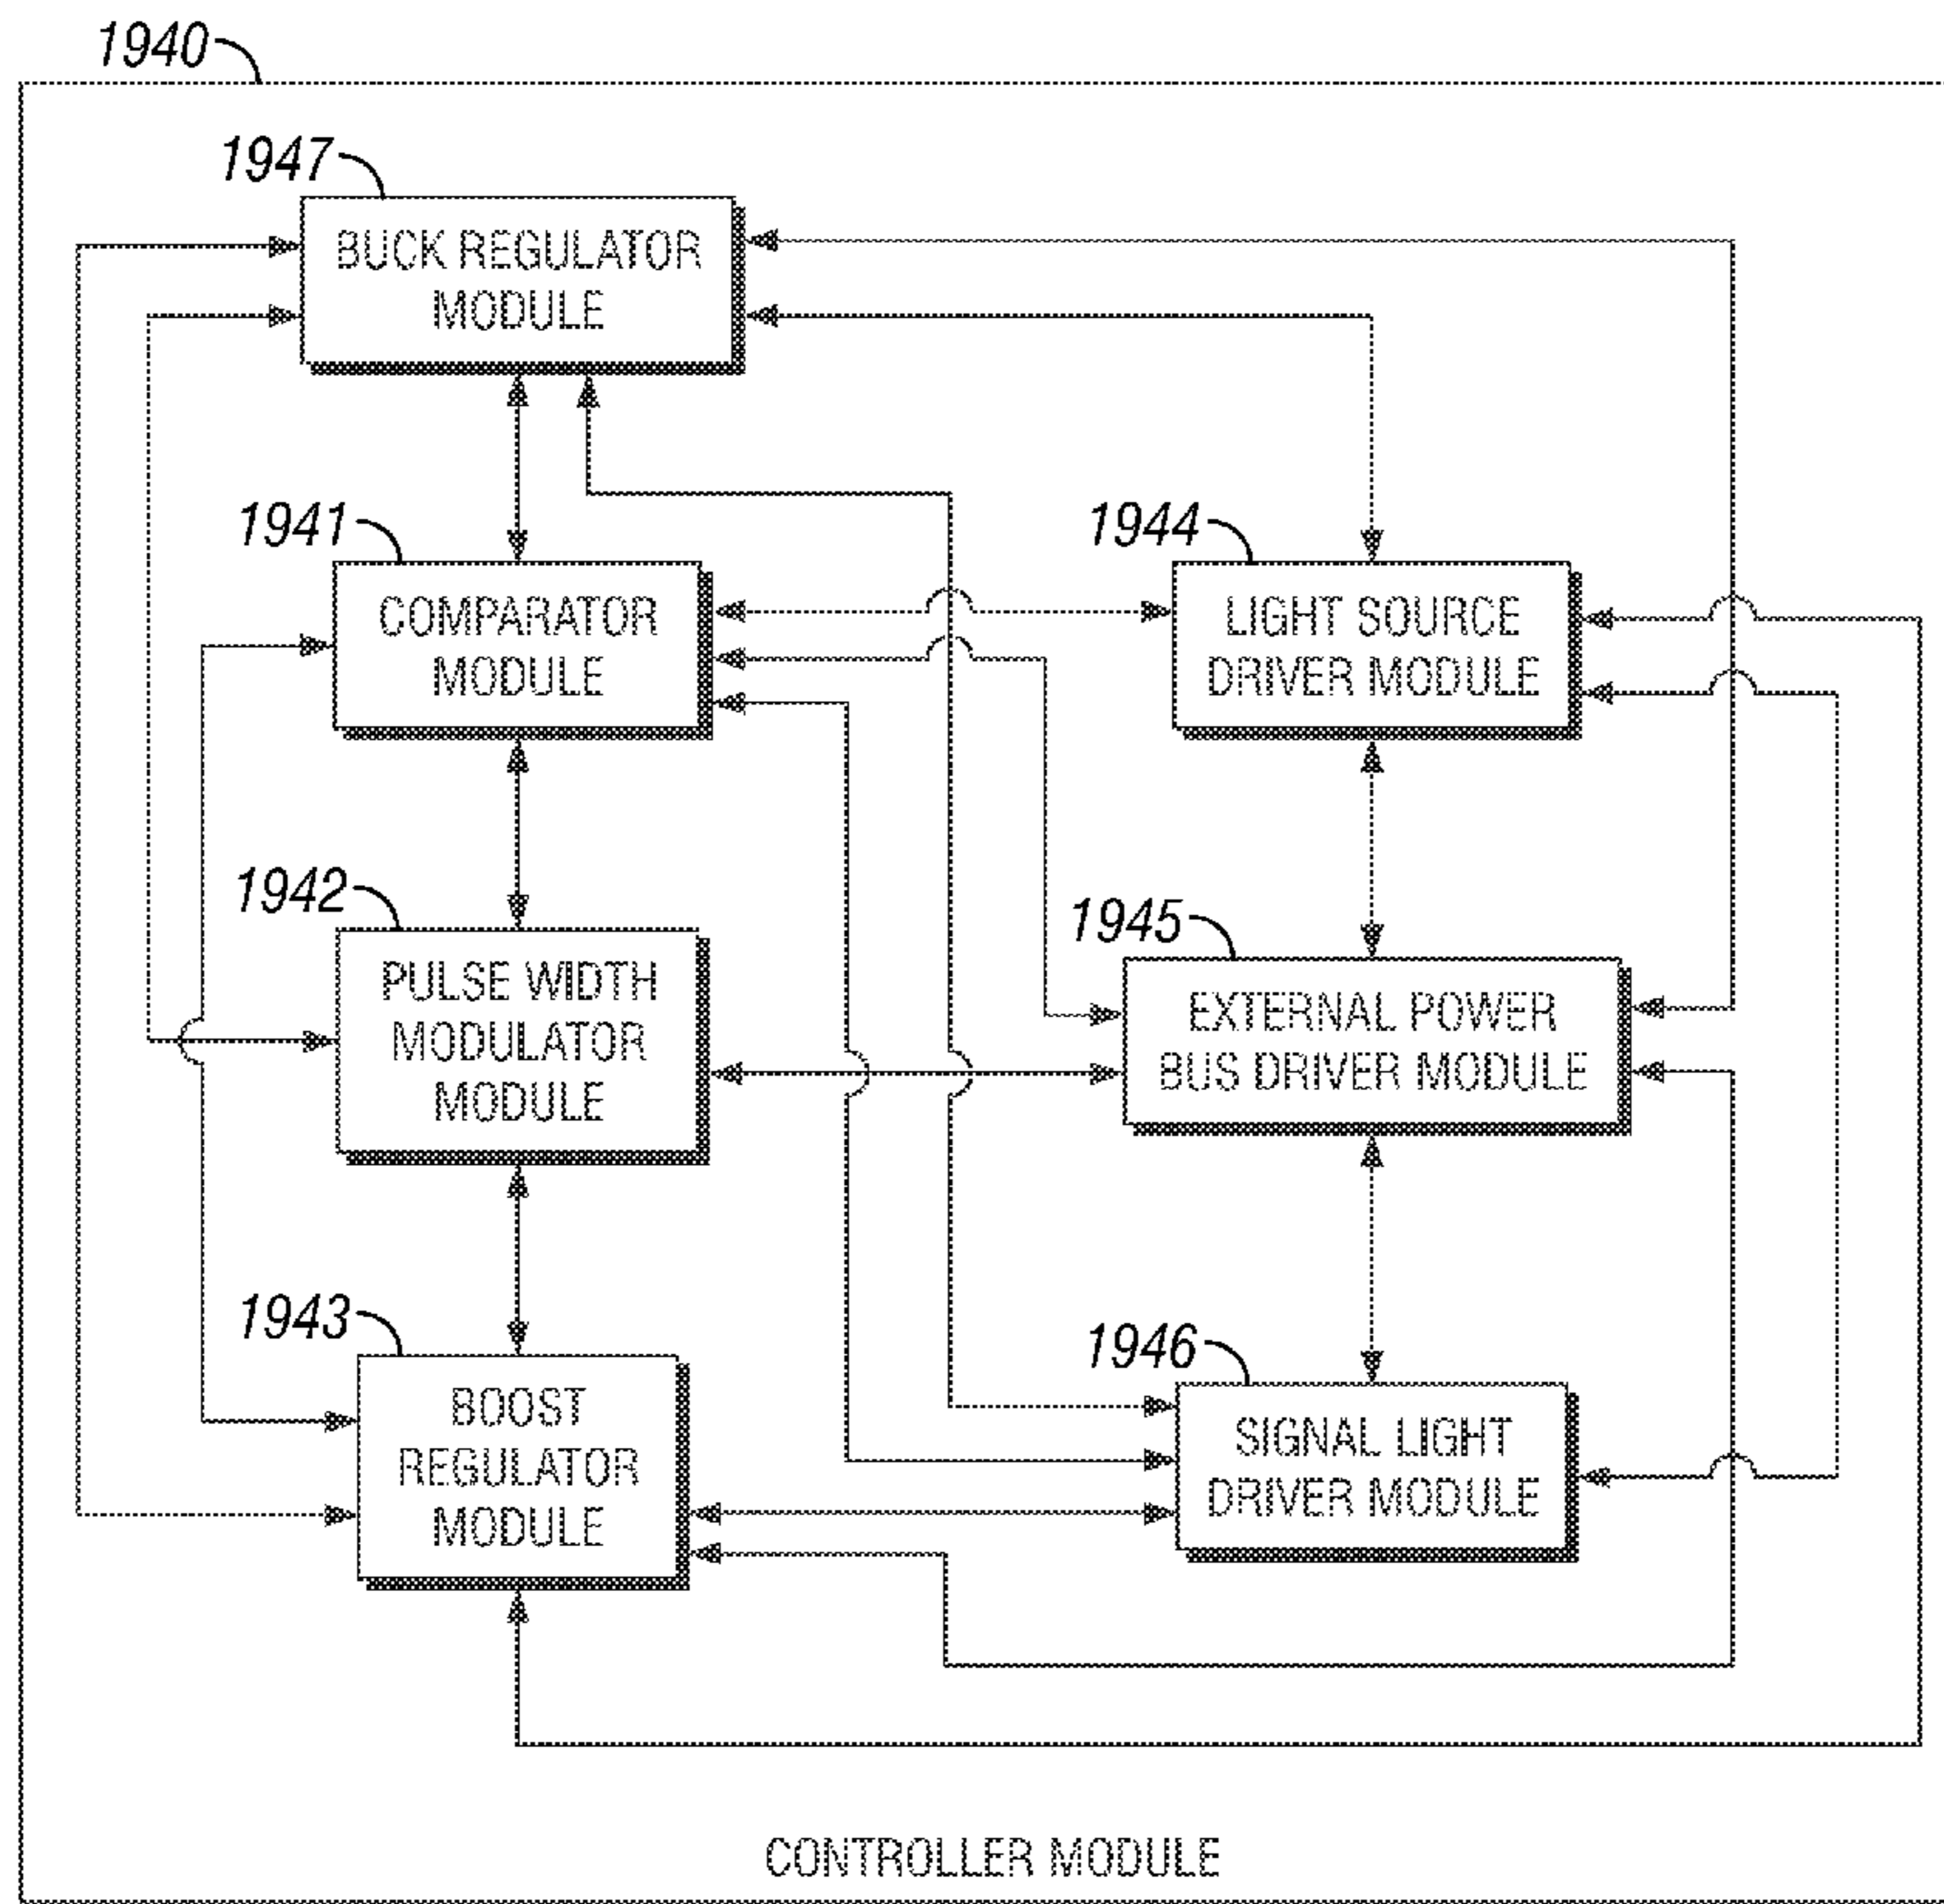 1940
1947
BUCK REGULATOR
MODULE
1941
COMPARATOR
MODULE
1944
LIGHT SOURCE
DRIVER MODULE
1942
PULSE WIDTH
MODULATOR
MODULE
1945
EXTERNAL POWER
BUS DRIVER MODULE
1943
BOOST
REGULATOR
MODULE
1946
SIGNAL LIGHT
DRIVER MODULE
CONTROLLER MODULE